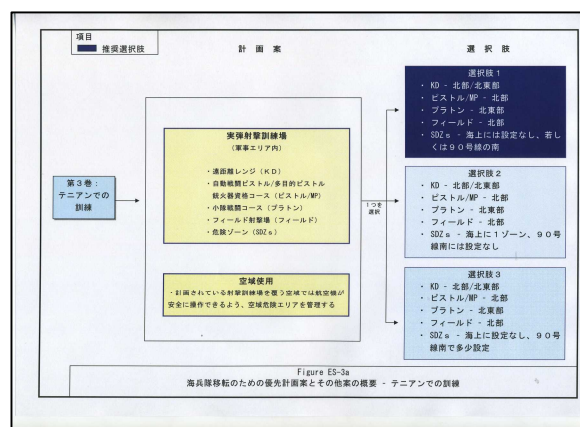 項目
推奨選択肢
計 画 案
選 択 肢
第３巻：
テニアンでの
訓練
実弾射撃訓練場
(軍事エリア内)
・遠距離レンジ（ＫＤ）
・自動戦闘ピストル/多目的ピストル
銃火器資格コース（ピストル/MP）
・小隊戦闘コース（プラトン）
・フィールド射撃場（フィールド）
・危険ゾーン（SDZｓ）
空域使用
・計画されている射撃訓練場を覆う空域では航空機が
安全に操作できるよう、空域危険エリアを管理する
1つを
選択
選択肢１
・ KD - 北部/北東部
・ ピストル/MP - 北部
・ プラトン - 北部
・ フィールド - 北部
・ SDZｓ - 海上には設定なし、若し
くは９０号線の南
選択肢２
・ KD - 北部/北東部
・ ピストル/MP - 北部
・ プラトン - 北東部
・ フィールド - 北部
・ SDZｓ - 海上に１ゾーン、９０号
線南には設定なし
選択肢３
・ KD - 北部/北東部
・ ピストル/MP - 北部
・ プラトン - 北東部
・ フィールド - 北部
・ SDZｓ - 海上に設定なし、９０号
線南で多少設定
Figure ES-3a
海兵隊移転のための優先計画案とその他案の概要 - テニアンでの訓練